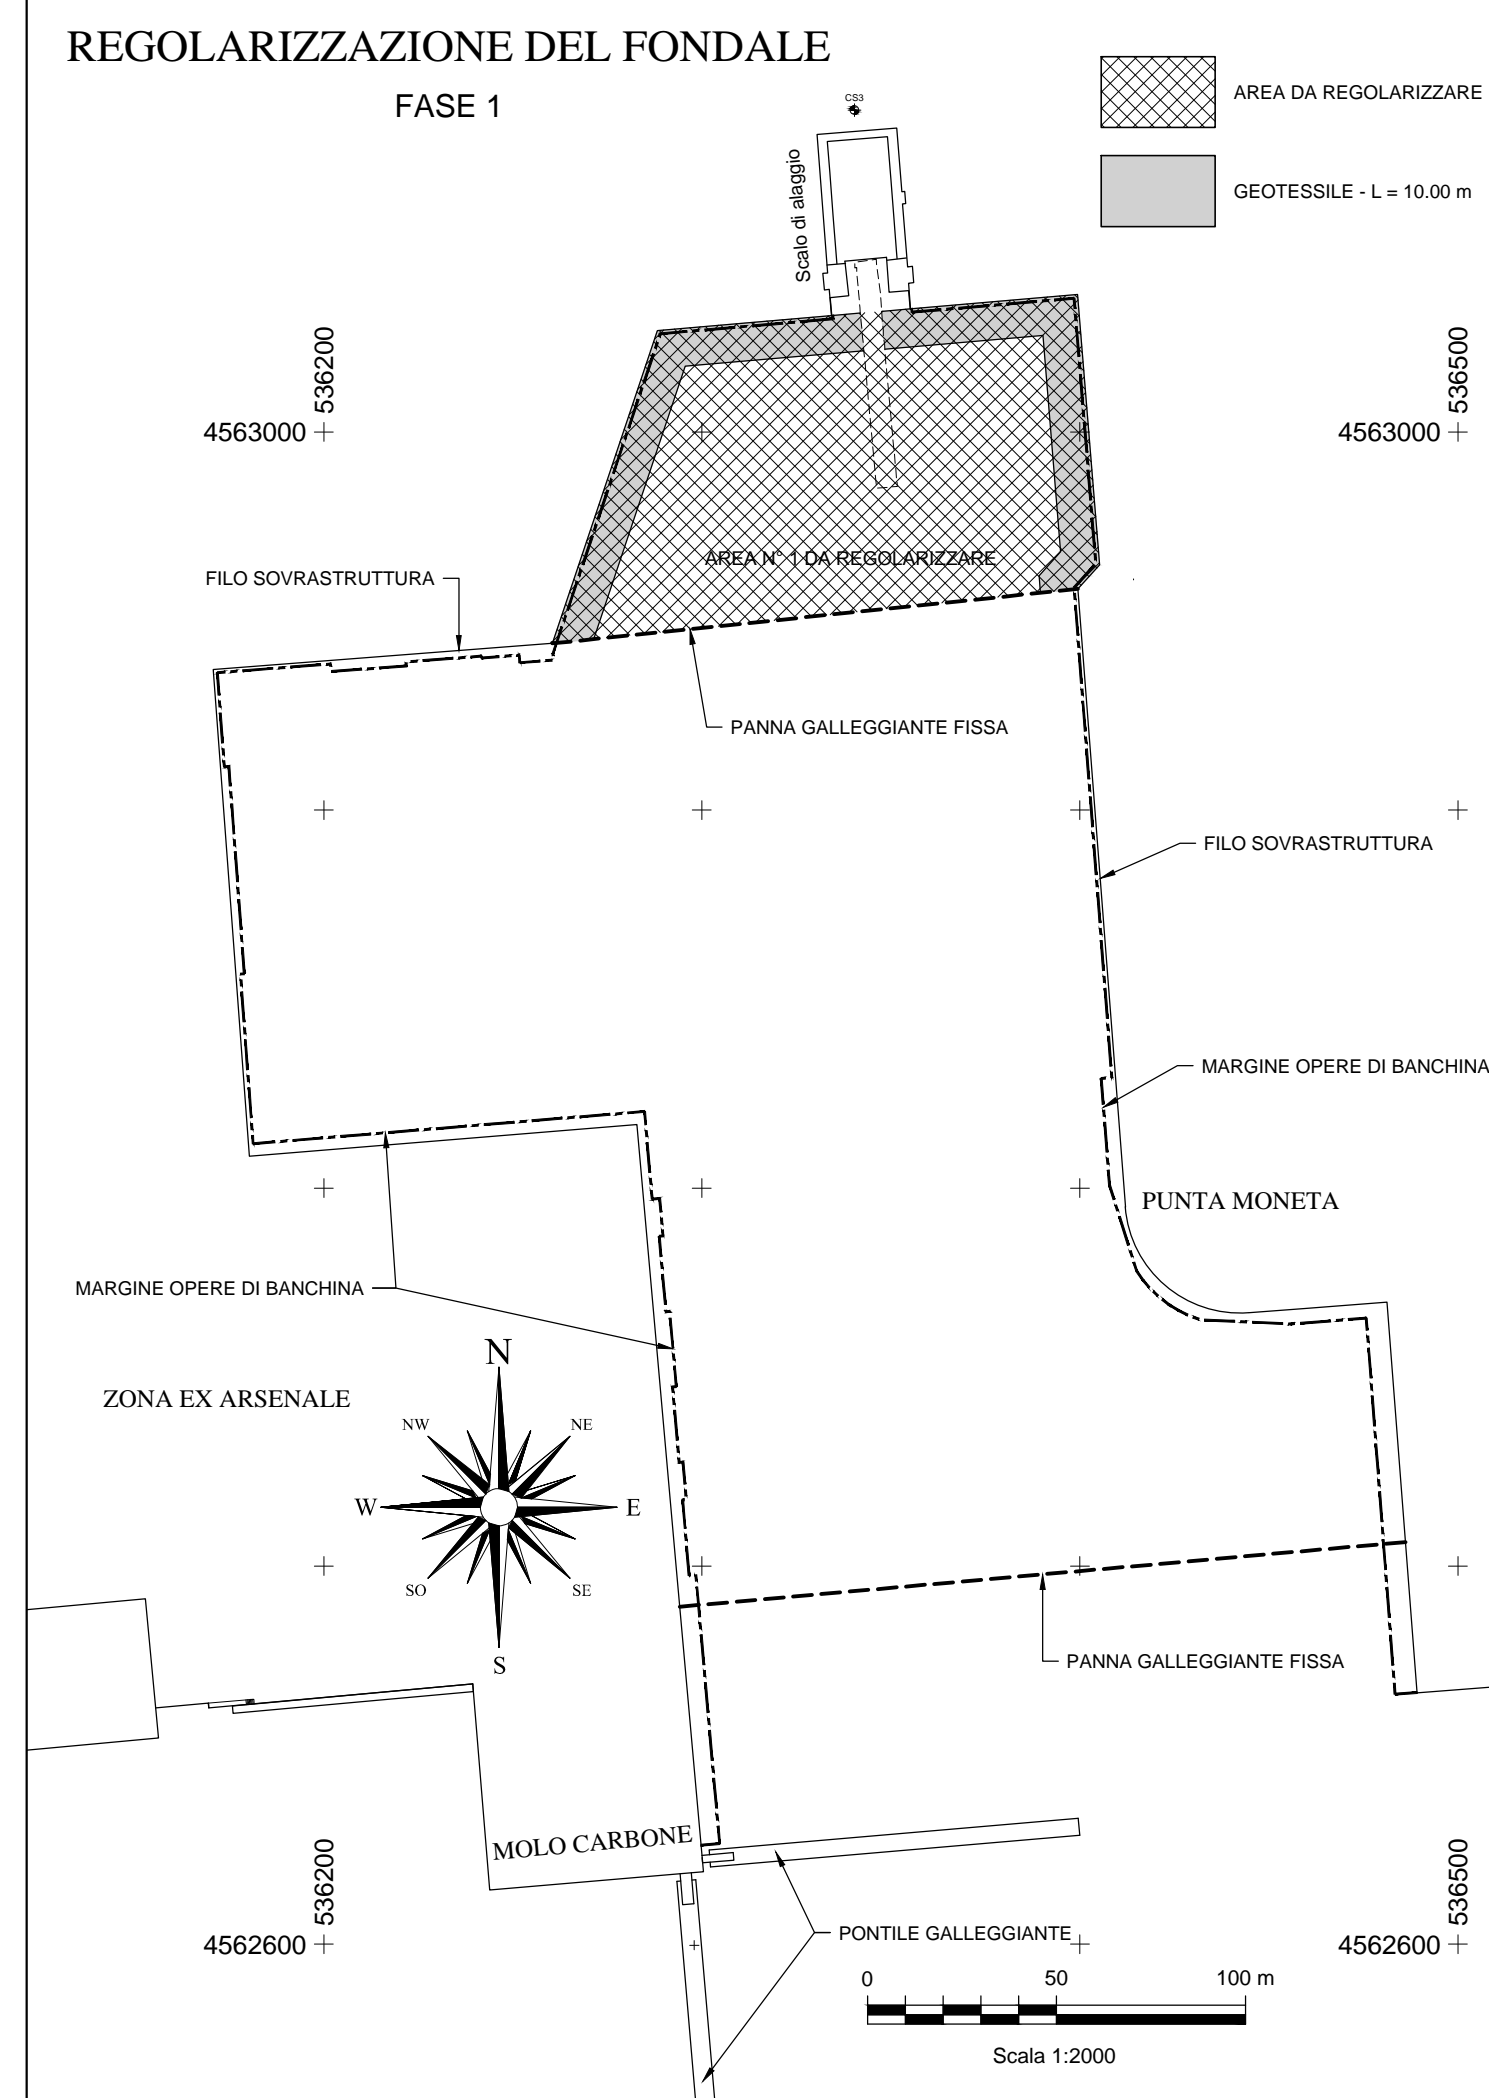 REGOLARIZZAZIONE DEL FONDALE
FASE 1
AREA DA REGOLARIZZARE
GEOTESSILE - L = 10.00 m
CS3
Scalo di alaggio
536200
4563000
536500
4563000
AREA N° 1 DA REGOLARIZZARE
FILO SOVRASTRUTTURA
PANNA GALLEGGIANTE FISSA
FILO SOVRASTRUTTURA
MARGINE OPERE DI BANCHINA
PUNTA MONETA
MARGINE OPERE DI BANCHINA
ZONA EX ARSENALE
N
NW
NE
W
E
SO
SE
S
PANNA GALLEGGIANTE FISSA
MOLO CARBONE
536200
4562600
536500
4562600
PONTILE GALLEGGIANTE
0 50 100 m
Scala 1:2000